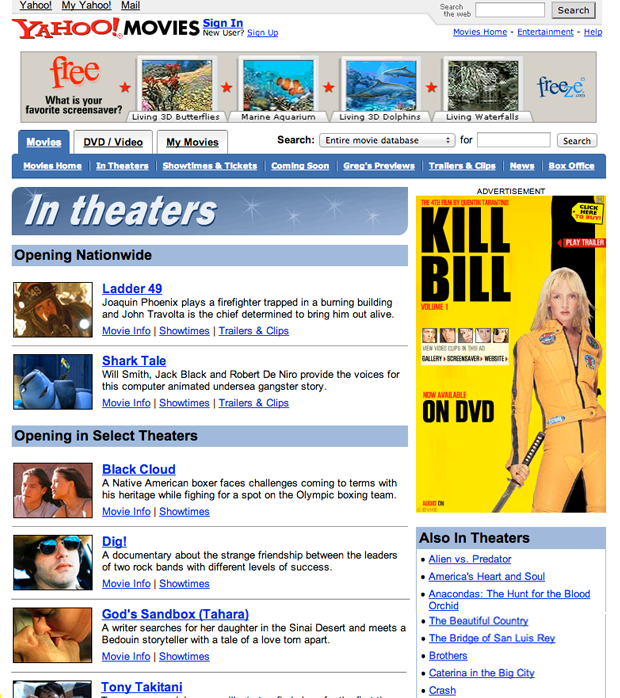 Yahoo! My Yahoo! Mail
Search the web Search
YAHOO! MOVIES Sign In
New User? Sign Up
Movies Home - Entertainment - Help
free
What is your
favorite screensaver?
Living 3D Butterflies Marine Aquarium Living 3D Dolphins Living Waterfalls
freeze.com
Movies DVD / Video My Movies Search: Entire movie database for Search
Movies Home In Theaters Showtimes & Tickets Coming Soon Greg's Previews Trailers & Clips News Box Office
In theaters
Opening Nationwide
Ladder 49
Joaquin Phoenix plays a firefighter trapped in a burning building
and John Travolta is the chief determined to bring him out alive.
Movie Info | Showtimes | Trailers & Clips
Shark Tale
Will Smith, Jack Black and Robert De Niro provide the voices for
this computer animated undersea gangster story.
Movie Info | Showtimes | Trailers & Clips
Opening in Select Theaters
Black Cloud
A Native American boxer faces challenges coming to terms with
his heritage while fighing for a spot on the Olympic boxing team.
Movie Info | Showtimes
Dig!
A documentary about the strange friendship between the leaders
of two rock bands with different levels of success.
Movie Info | Showtimes
God's Sandbox (Tahara)
A writer searches for her daughter in the Sinai Desert and meets a
Bedouin storyteller with a tale of a love torn apart.
Movie Info | Showtimes
Tony Takitani
ADVERTISEMENT
THE 4TH FILM BY QUENTIN TARANTINO
CLICK
HERE
TO BUY!
KILL
BILL
VOLUME 1
PLAY TRAILER
VIEW VIDEO CLIPS IN THIS AD
GALLERY SCREENSAVER WEBSITE
NOW AVAILABLE
ON DVD
AUDIO ON
Also In Theaters
• Alien vs. Predator
• America's Heart and Soul
• Anacondas: The Hunt for the Blood
Orchid
• The Beautiful Country
• The Bridge of San Luis Rey
• Brothers
• Caterina in the Big City
• Crash